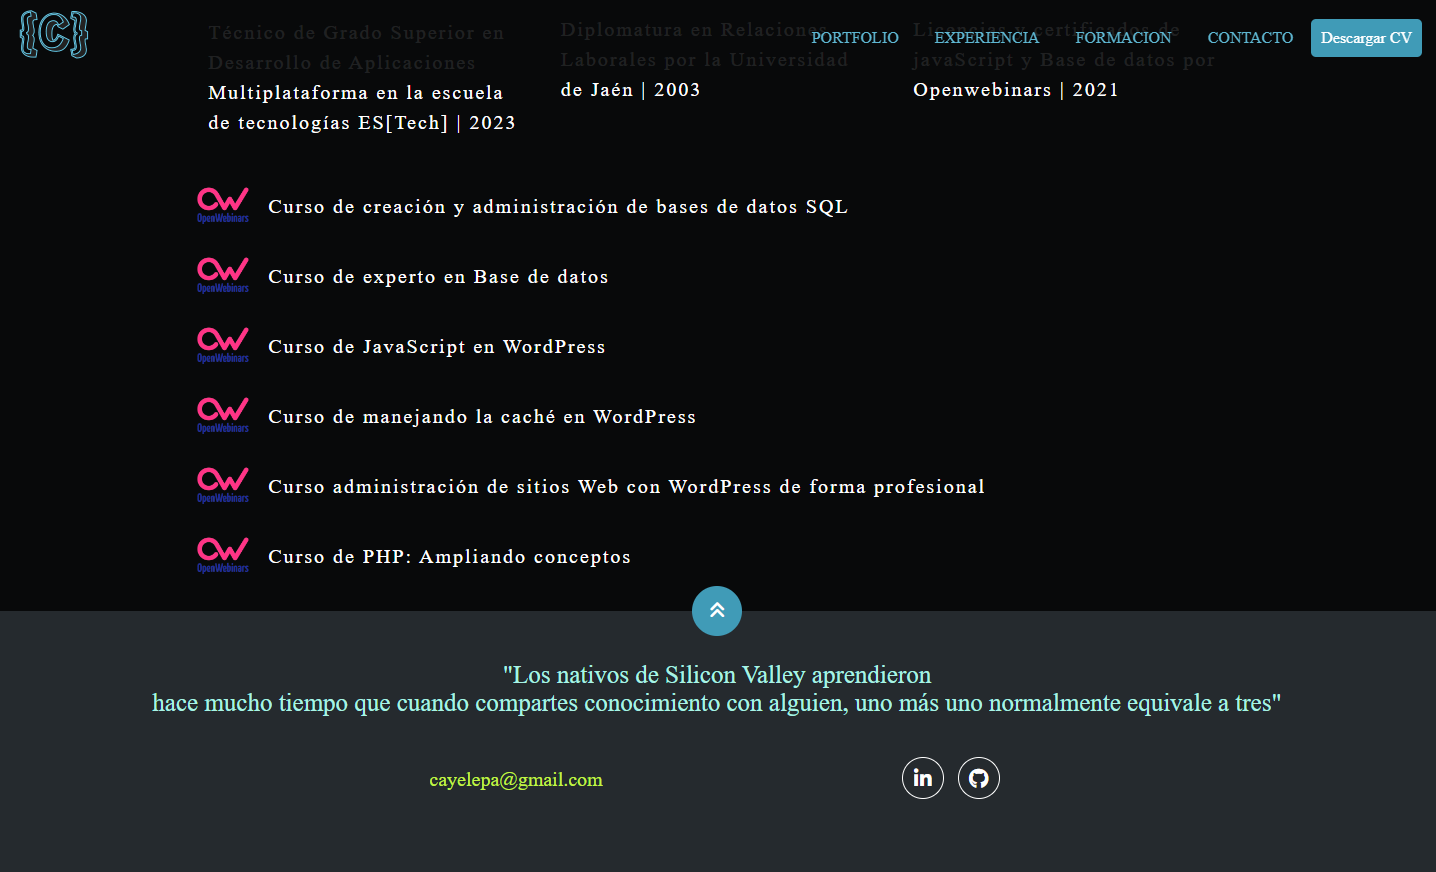 {C}
PORTFOLIO EXPERIENCIA FORMACION CONTACTO Descargar CV
Técnico de Grado Superior en
Desarrollo de Aplicaciones
Multiplataforma en la escuela
de tecnologías ES[Tech] | 2023
Diplomatura en Relaciones
Laborales por la Universidad
de Jaén | 2003
Licencias y certificados de
javaScript y Base de datos por
Openwebinars | 2021
OpenWebinars
Curso de creación y administración de bases de datos SQL
OpenWebinars
Curso de experto en Base de datos
OpenWebinars
Curso de JavaScript en WordPress
OpenWebinars
Curso de manejando la caché en WordPress
OpenWebinars
Curso administración de sitios Web con WordPress de forma profesional
OpenWebinars
Curso de PHP: Ampliando conceptos
"Los nativos de Silicon Valley aprendieron
hace mucho tiempo que cuando compartes conocimiento con alguien, uno más uno normalmente equivale a tres"
cayelepa@gmail.com
in